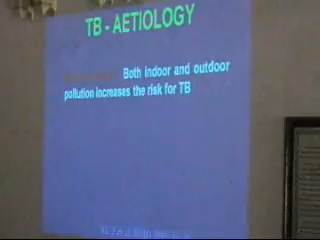 TB - AETIOLOGY
Both indoor and outdoor
pollution increases the risk for TB